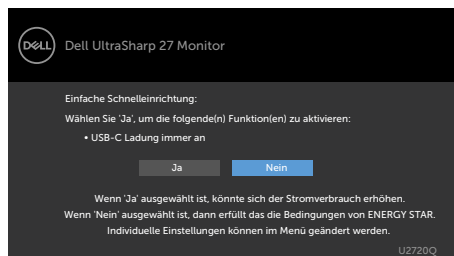 DELL
Dell UltraSharp 27 Monitor
Einfache Schnelleinrichtung:
Wählen Sie 'Ja', um die folgende(n) Funktion(en) zu aktivieren:
• USB-C Ladung immer an
Ja Nein
Wenn 'Ja' ausgewählt ist, könnte sich der Stromverbrauch erhöhen.
Wenn 'Nein' ausgewählt ist, dann erfüllt das die Bedingungen von ENERGY STAR.
Individuelle Einstellungen können im Menü geändert werden.
U2720Q